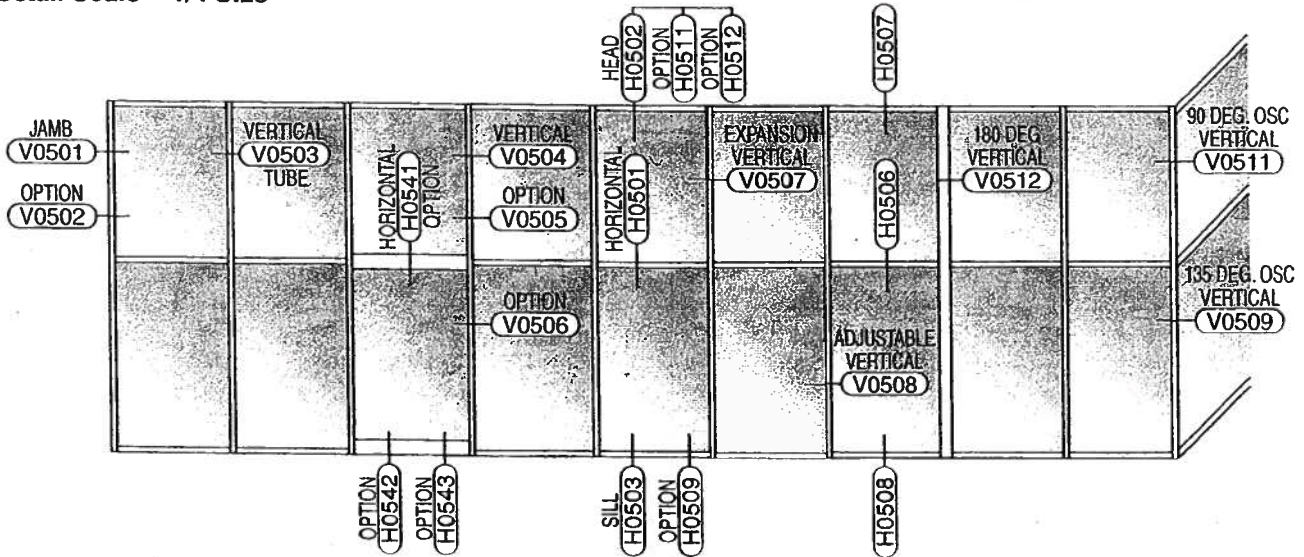 HEAD
H0502
OPTION
H0511
OPTION
H0512
H0507
JAMB
V0501
OPTION
V0502
VERTICAL
V0503
TUBE
HORIZONTAL
H0541
OPTION
VERTICAL
V0504
OPTION
V0505
HORIZONTAL
H0501
EXPANSION
VERTICAL
V0507
H0506
180 DEG
VERTICAL
V0512
90 DEG. OSC
VERTICAL
V0511
OPTION
V0506
ADJUSTABLE
VERTICAL
V0508
135 DEG. OSC
VERTICAL
V0509
OPTION
H0542
OPTION
H0543
SILL
H0503
OPTION
H0509
H0508